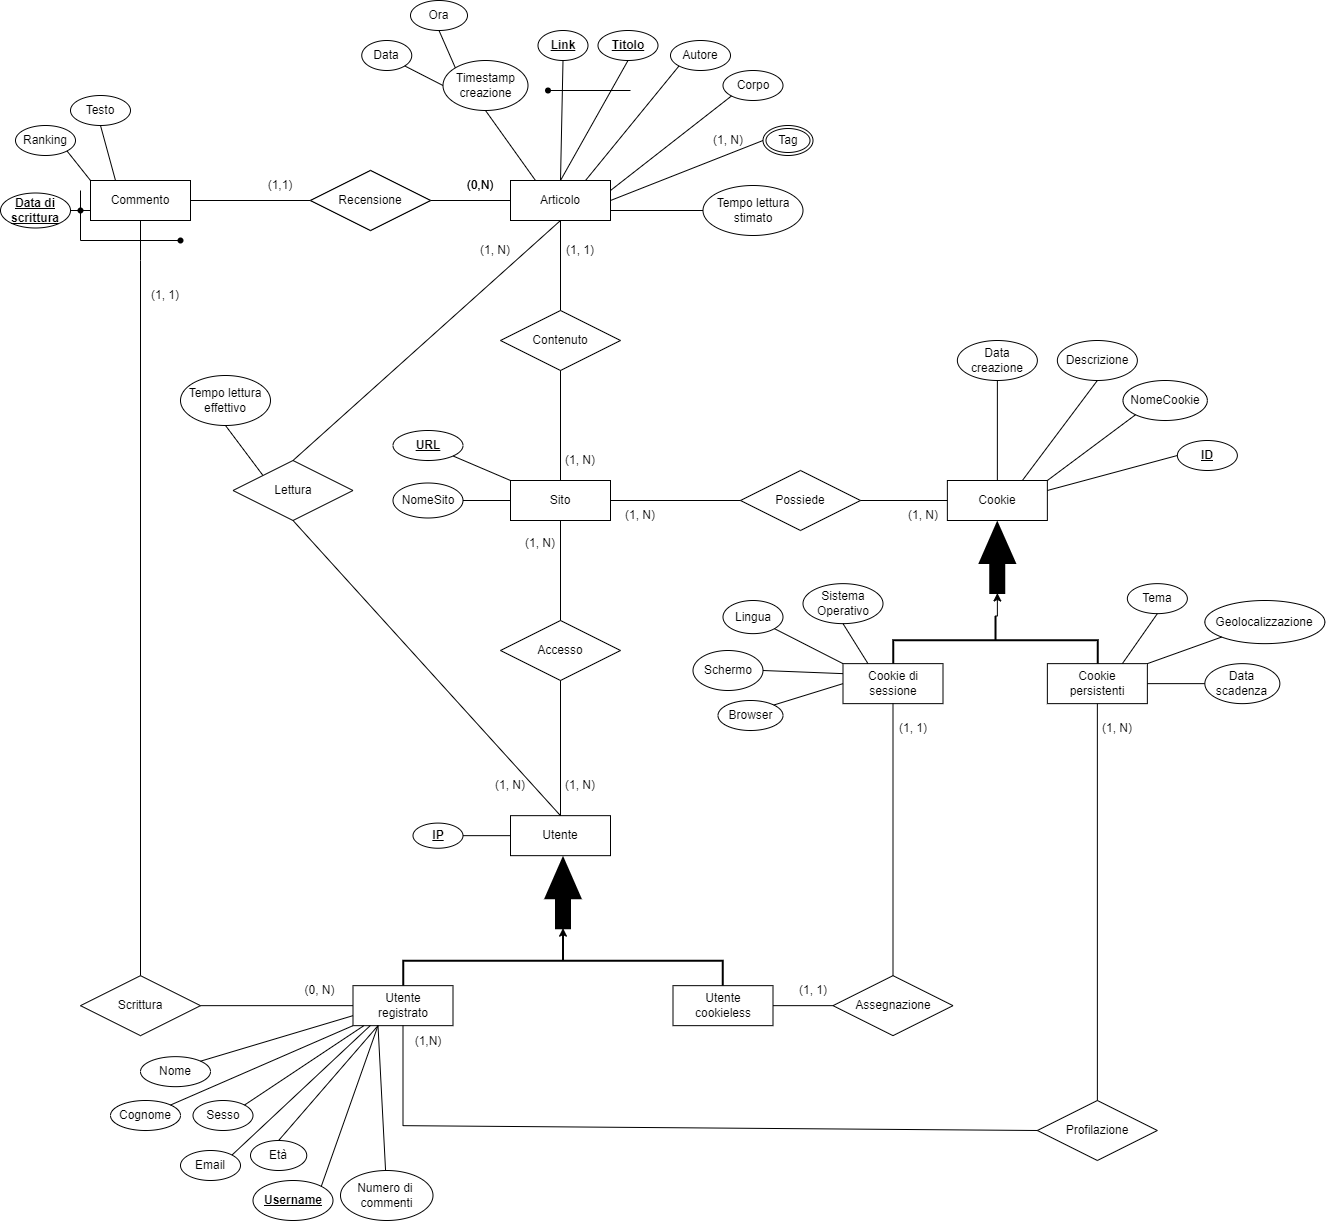 Ora
Data
Timestamp
creazione
Link
Titolo
Autore
Corpo
(1, N)
Tag
Tempo lettura
stimato
Testo
Ranking
Data di
scrittura
Commento
(1,1)
Recensione
(0,N)
Articolo
(1, N)
(1, 1)
(1, 1)
Contenuto
Tempo lettura
effettivo
Lettura
URL
NomeSito
(1, N)
Sito
(1, N)
(1, N)
Possiede
(1, N)
Cookie
Data
creazione
Descrizione
NomeCookie
ID
Accesso
Lingua
Sistema
Operativo
Schermo
Browser
Cookie di
sessione
(1, 1)
Tema
Geolocalizzazione
Data
scadenza
Cookie
persistenti
(1, N)
(1, N)
(1, N)
IP
Utente
Scrittura
(0, N)
Utente
registrato
(1,N)
Utente
cookieless
(1, 1)
Assegnazione
Nome
Cognome
Sesso
Email
Età
Username
Numero di
commenti
Profilazione